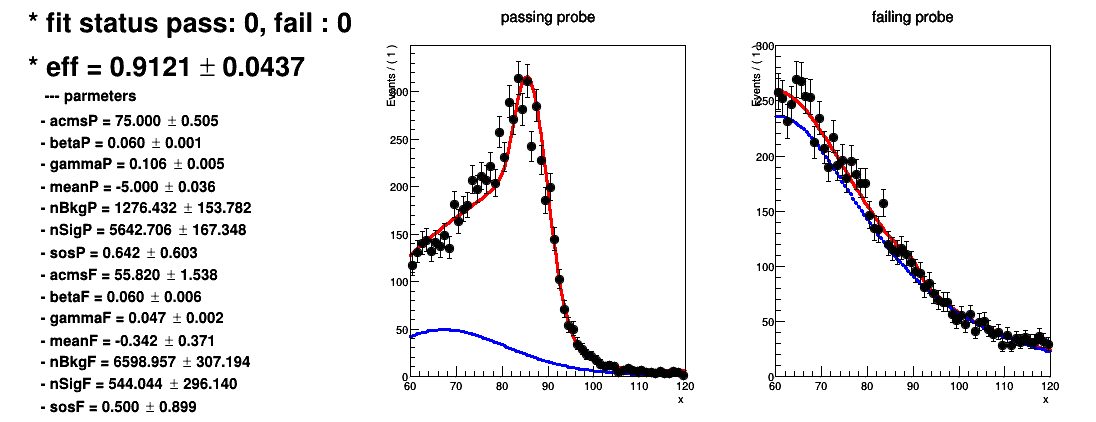 * fit status pass: 0, fail : 0
* eff = 0.9121 ± 0.0437
--- parmeters
- acmsP = 75.000 ± 0.505
- betaP = 0.060 ± 0.001
- gammaP = 0.106 ± 0.005
- meanP = -5.000 ± 0.036
- nBkgP = 1276.432 ± 153.782
- nSigP = 5642.706 ± 167.348
- sosP = 0.642 ± 0.603
- acmsF = 55.820 ± 1.538
- betaF = 0.060 ± 0.006
- gammaF = 0.047 ± 0.002
- meanF = -0.342 ± 0.371
- nBkgF = 6598.957 ± 307.194
- nSigF = 544.044 ± 296.140
- sosF = 0.500 ± 0.899
passing probe
Events / ( 1 )
300
250
200
150
100
50
0
60 70 80 90 100 110 120
x
failing probe
Events / ( 1 )
300
250
200
150
100
50
0
60 70 80 90 100 110 120
x